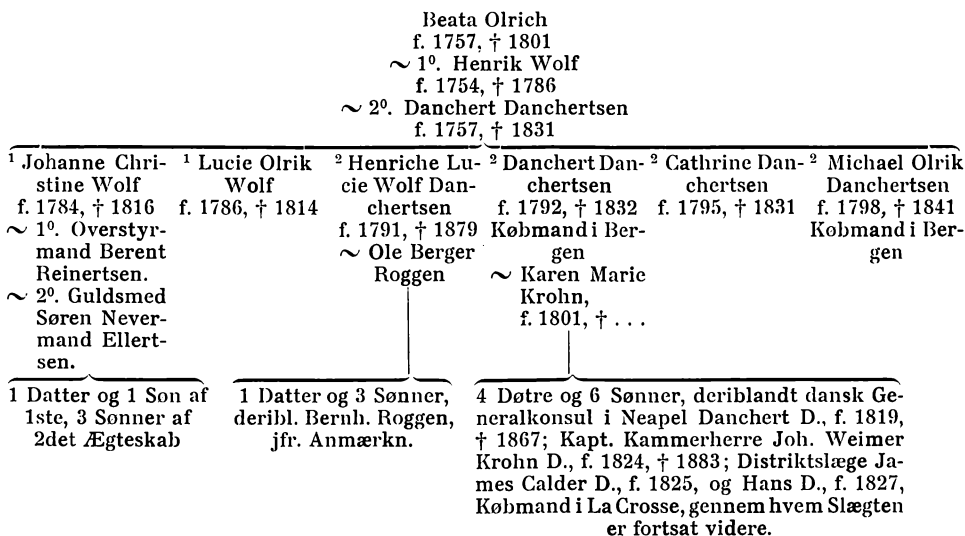 Beata Olrich
f. 1757, † 1801
~ 1⁰. Henrik Wolf
f. 1754, † 1786
~ 2⁰. Danchert Danchertsen
f. 1757, † 1831
¹ Johanne Chri-
stine Wolf
f. 1784, † 1816
~ 1⁰. Overstyr-
mand Berent
Reinertsen.
~ 2⁰. Guldsmed
Søren Never-
mand Ellert-
sen.
¹ Lucie Olrik
Wolf
f. 1786, † 1814
² Henriche Lu-
cie Wolf Dan-
chertsen
f. 1791, † 1879
~ Ole Berger
Roggen
² Danchert Dan-
chertsen
f. 1792, † 1832
Købmand i Ber-
gen
~ Karen Marie
Krohn,
f. 1801, † . . .
² Cathrine Dan-
chertsen
f. 1795, † 1831
² Michael Olrik
Danchertsen
f. 1798, † 1841
Købmand i Ber-
gen
1 Datter og 1 Søn af
1ste, 3 Sønner af
2det Ægteskab
1 Datter og 3 Sønner,
deribl. Bernh. Roggen,
jfr. Anmærkn.
4 Døtre og 6 Sønner, deriblandt dansk Ge-
neralkonsul i Neapel Danchert D., f. 1819,
† 1867; Kapt. Kammerherre Joh. Weimer
Krohn D., f. 1824, † 1883; Distriktslæge Ja-
mes Calder D., f. 1825, og Hans D., f. 1827,
Købmand i La Crosse, gennem hvem Slægten
er fortsat videre.